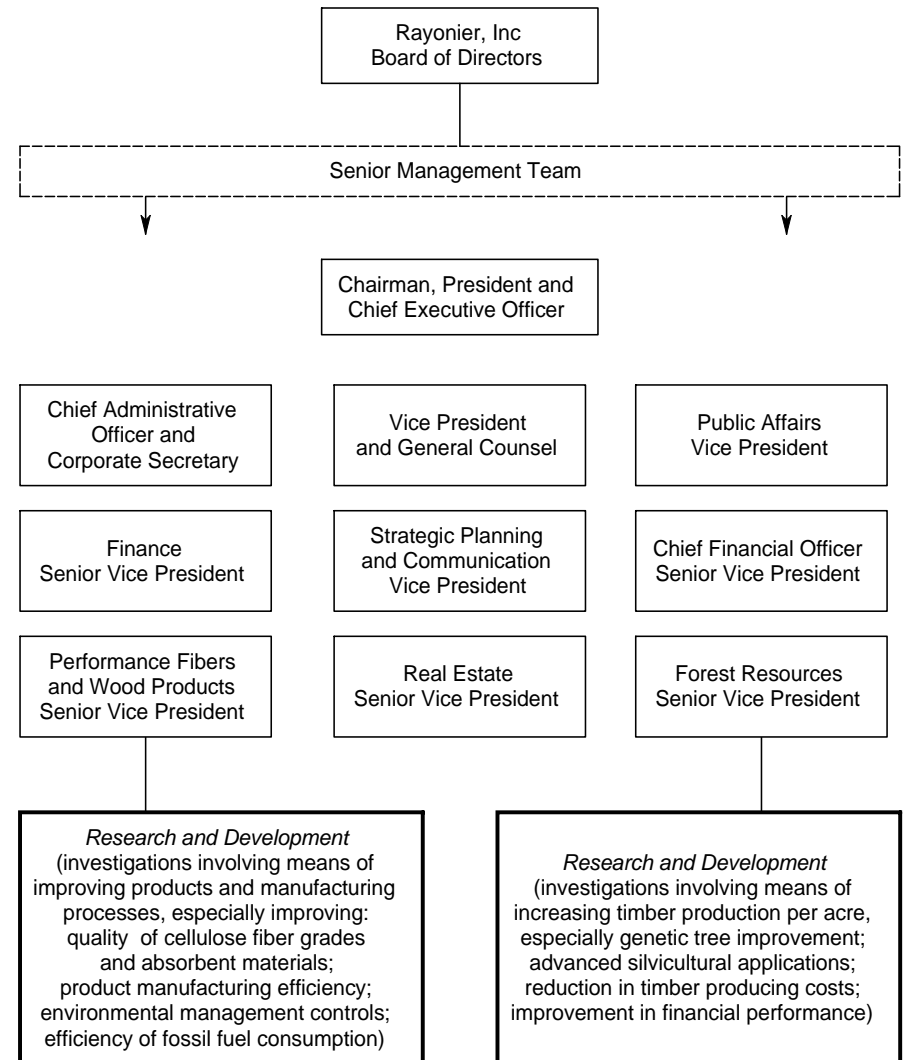 Rayonier, Inc
Board of Directors
Senior Management Team
Chairman, President and
Chief Executive Officer
Chief Administrative
Officer and
Corporate Secretary
Vice President
and General Counsel
Public Affairs
Vice President
Finance
Senior Vice President
Strategic Planning
and Communication
Vice President
Chief Financial Officer
Senior Vice President
Performance Fibers
and Wood Products
Senior Vice President
Real Estate
Senior Vice President
Forest Resources
Senior Vice President
Research and Development
(investigations involving means of
improving products and manufacturing
processes, especially improving:
quality of cellulose fiber grades
and absorbent materials;
product manufacturing efficiency;
environmental management controls;
efficiency of fossil fuel consumption)
Research and Development
(investigations involving means of
increasing timber production per acre,
especially genetic tree improvement;
advanced silvicultural applications;
reduction in timber producing costs;
improvement in financial performance)